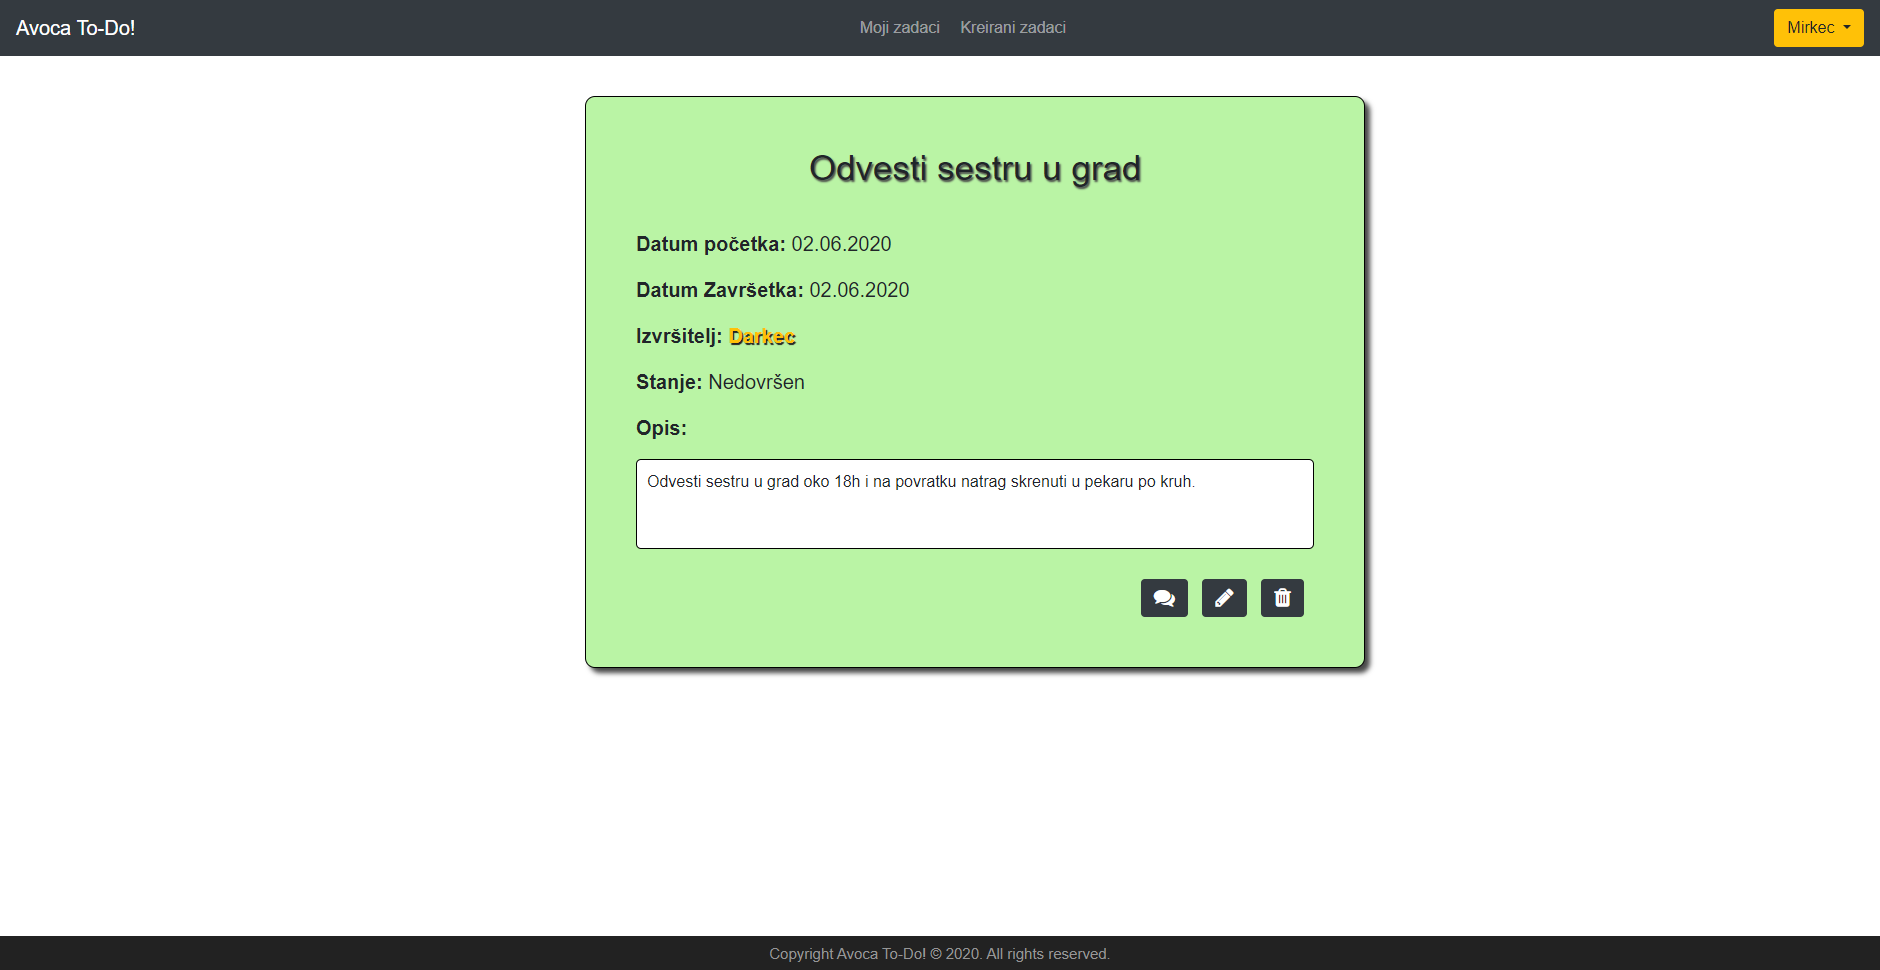 Avoca To-Do!
Moji zadaci
Kreirani zadaci
Mirkec
Odvesti sestru u grad
Datum početka: 02.06.2020
Datum Završetka: 02.06.2020
Izvršitelj: Darkec
Stanje: Nedovršen
Opis:
Odvesti sestru u grad oko 18h i na povratku natrag skrenuti u pekaru po kruh.
Copyright Avoca To-Do! © 2020. All rights reserved.